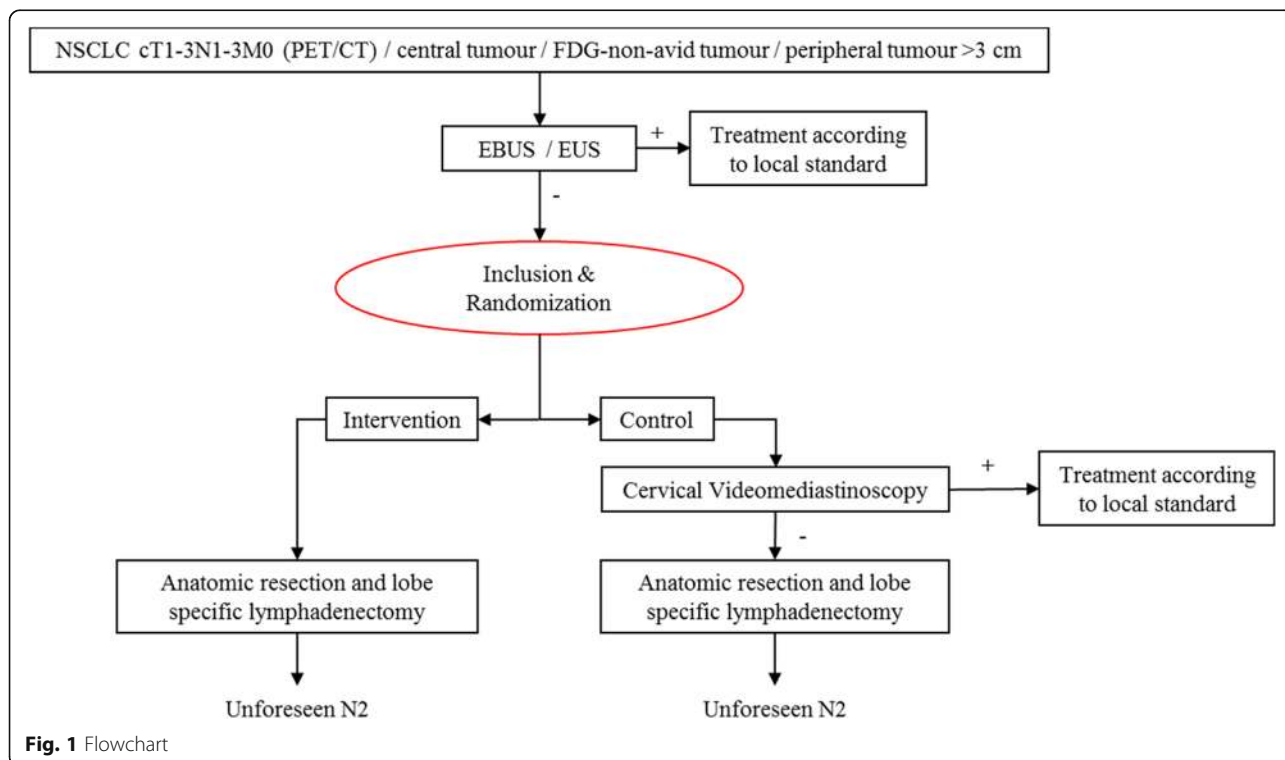 NSCLC cT1-3N1-3M0 (PET/CT) / central tumour / FDG-non-avid tumour / peripheral tumour >3 cm
EBUS / EUS
+
Treatment according
to local standard
-
Inclusion &
Randomization
Intervention
Control
Cervical Videomediastinoscopy
+
Treatment according
to local standard
-
Anatomic resection and lobe
specific lymphadenectomy
Anatomic resection and lobe
specific lymphadenectomy
Unforeseen N2
Unforeseen N2
Fig. 1 Flowchart